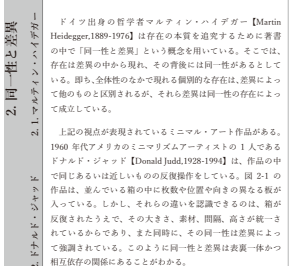 2. 同一性と差異
2. 1. マルティン・ハイデガー
ドイツ出身の哲学者マルティン・ハイデガー【Martin
Heidegger,1889-1976】は存在の本質を追究するために著書
の中で「同一性と差異」という概念を用いている。そこでは、
存在は差異の中から現れ、その背後には同一性があるとして
いる。即ち、全体性のなかで現れる個別的な存在は、差異によっ
て他のものと区別されるが、それら差異は同一性の存在によっ
て成立している。
ドナルド・ジャッド
上記の視点が表現されているミニマル・アート作品がある。
1960 年代アメリカのミニマリズムアーティストの 1 人である
ドナルド・ジャッド【Donald Judd,1928-1994】は、作品の中
で同じあるいは近しいものの反復操作をしている。図 2-1 の
作品は、並んでいる箱の中に枚数や位置や向きの異なる板が
入っている。しかし、それらの違いを認識できるのは、箱が
反復されたうえで、その大きさ、素材、間隔、高さが統一さ
れているからであり、また同時に、その同一性は差異によっ
て強調されている。このように同一性と差異は表裏一体かつ
相互依存の関係にあることがわかる。